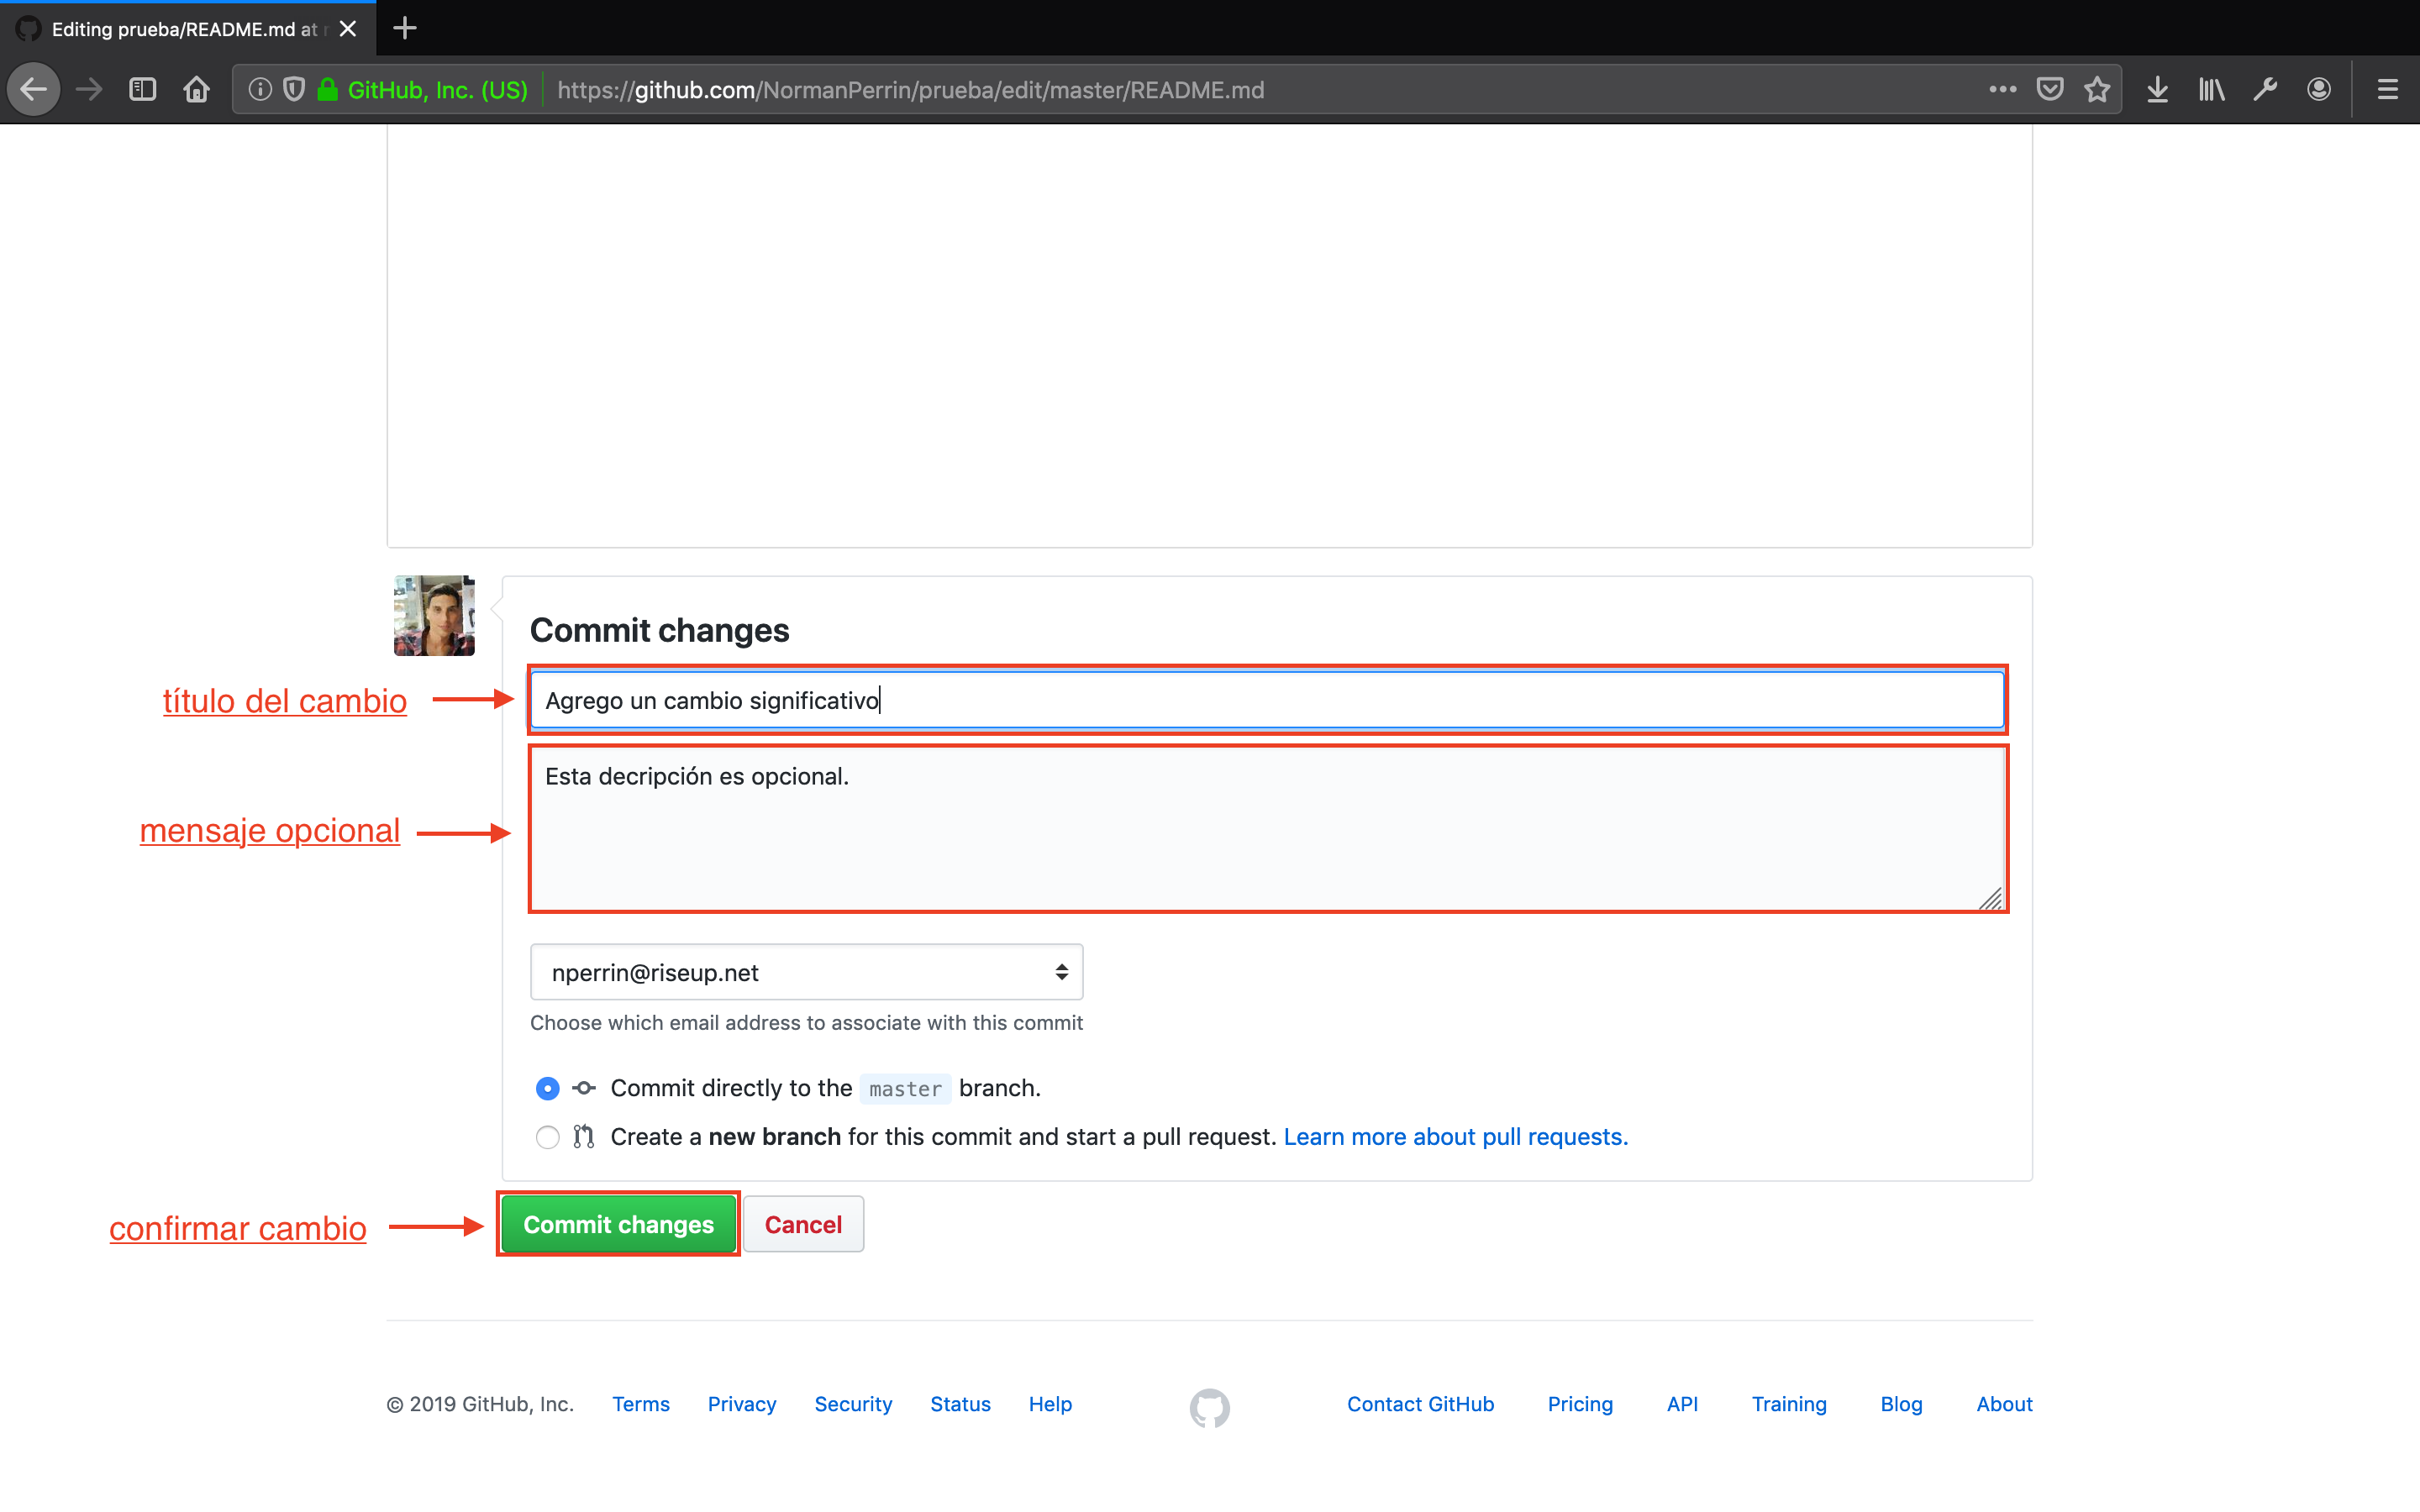 Editing prueba/README.md at
GitHub, Inc. (US) https://github.com/NormanPerrin/prueba/edit/master/README.md
Commit changes
título del cambio
Agrego un cambio significativo
Esta decripción es opcional.
mensaje opcional
nperrin@riseup.net
Choose which email address to associate with this commit
Commit directly to the master branch.
Create a new branch for this commit and start a pull request. Learn more about pull requests.
confirmar cambio
Commit changes
Cancel
© 2019 GitHub, Inc. Terms Privacy Security Status Help Contact GitHub Pricing API Training Blog About